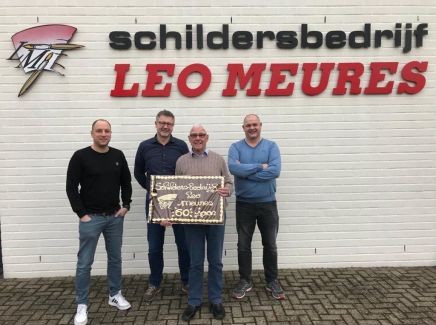 schildersbedrijf
LEO MEURES
Schildersbedrijf
Leo
Meures
60 jaar